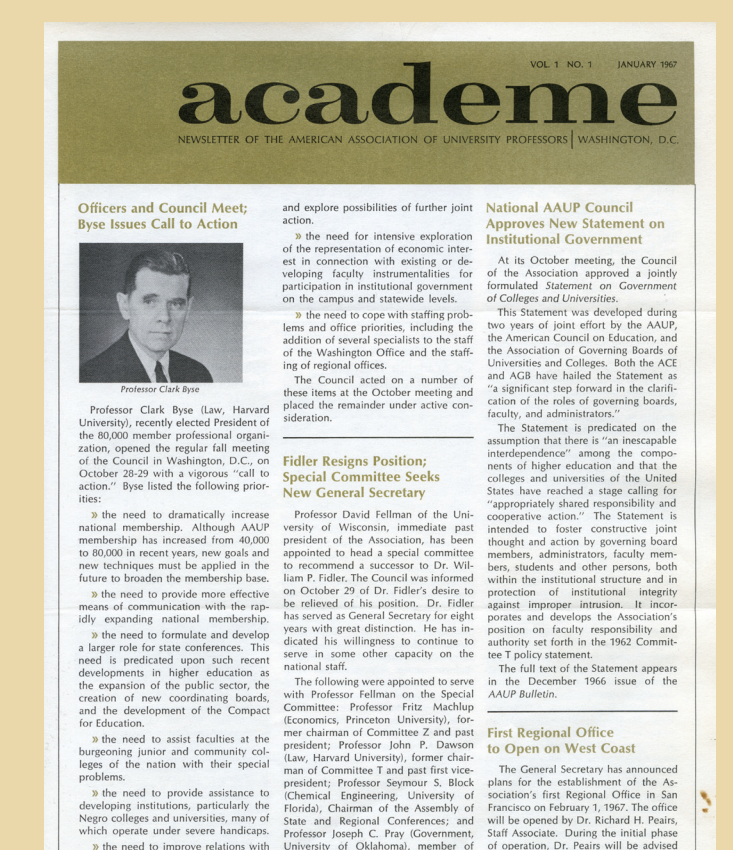 VOL. 1 NO. 1 JANUARY 1967
academe
NEWSLETTER OF THE AMERICAN ASSOCIATION OF UNIVERSITY PROFESSORS | WASHINGTON, D.C.
Officers and Council Meet;
Byse Issues Call to Action
Professor Clark Byse
Professor Clark Byse (Law, Harvard
University), recently elected President of
the 80,000 member professional organi-
zation, opened the regular fall meeting
of the Council in Washington, D.C., on
October 28-29 with a vigorous "call to
action." Byse listed the following prior-
ities:
» the need to dramatically increase
national membership. Although AAUP
membership has increased from 40,000
to 80,000 in recent years, new goals and
new techniques must be applied in the
future to broaden the membership base.
» the need to provide more effective
means of communication with the rap-
idly expanding national membership.
» the need to formulate and develop
a larger role for state conferences. This
need is predicated upon such recent
developments in higher education as
the expansion of the public sector, the
creation of new coordinating boards,
and the development of the Compact
for Education.
» the need to assist faculties at the
burgeoning junior and community col-
leges of the nation with their special
problems.
» the need to provide assistance to
developing institutions, particularly the
Negro colleges and universities, many of
which operate under severe handicaps.
» the need to improve relations with
and explore possibilities of further joint
action.
» the need for intensive exploration
of the representation of economic inter-
est in connection with existing or de-
veloping faculty instrumentalities for
participation in institutional government
on the campus and statewide levels.
» the need to cope with staffing prob-
lems and office priorities, including the
addition of several specialists to the staff
of the Washington Office and the staff-
ing of regional offices.
The Council acted on a number of
these items at the October meeting and
placed the remainder under active con-
sideration.
Fidler Resigns Position;
Special Committee Seeks
New General Secretary
Professor David Fellman of the Uni-
versity of Wisconsin, immediate past
president of the Association, has been
appointed to head a special committee
to recommend a successor to Dr. Wil-
liam P. Fidler. The Council was informed
on October 29 of Dr. Fidler's desire to
be relieved of his position. Dr. Fidler
has served as General Secretary for eight
years with great distinction. He has in-
dicated his willingness to continue to
serve in some other capacity on the
national staff.
The following were appointed to serve
with Professor Fellman on the Special
Committee: Professor Fritz Machlup
(Economics, Princeton University), for-
mer chairman of Committee Z and past
president; Professor John P. Dawson
(Law, Harvard University), former chair-
man of Committee T and past first vice-
president; Professor Seymour S. Block
(Chemical Engineering, University of
Florida), Chairman of the Assembly of
State and Regional Conferences; and
Professor Joseph C. Pray (Government,
University of Oklahoma), member of
National AAUP Council
Approves New Statement on
Institutional Government
At its October meeting, the Council
of the Association approved a jointly
formulated Statement on Government
of Colleges and Universities.
This Statement was developed during
two years of joint effort by the AAUP,
the American Council on Education, and
the Association of Governing Boards of
Universities and Colleges. Both the ACE
and AGB have hailed the Statement as
"a significant step forward in the clarifi-
cation of the roles of governing boards,
faculty, and administrators."
The Statement is predicated on the
assumption that there is "an inescapable
interdependence" among the compo-
nents of higher education and that the
colleges and universities of the United
States have reached a stage calling for
"appropriately shared responsibility and
cooperative action." The Statement is
intended to foster constructive joint
thought and action by governing board
members, administrators, faculty mem-
bers, students and other persons, both
within the institutional structure and in
protection of institutional integrity
against improper intrusion. It incor-
porates and develops the Association's
position on faculty responsibility and
authority set forth in the 1962 Commit-
tee T policy statement.
The full text of the Statement appears
in the December 1966 issue of the
AAUP Bulletin.
First Regional Office
to Open on West Coast
The General Secretary has announced
plans for the establishment of the As-
sociation's first Regional Office in San
Francisco on February 1, 1967. The office
will be opened by Dr. Richard H. Peairs,
Staff Associate. During the initial phase
of operation, Dr. Peairs will be advised